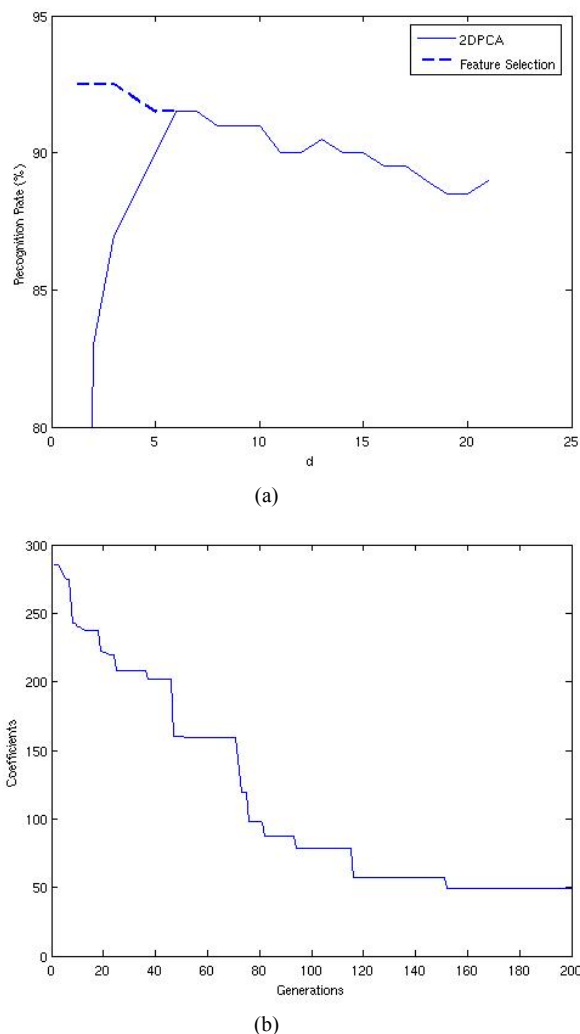 95
90
85
80
Recognition Rate (%)
2DPCA
Feature Selection
0 5 10 15 20 25
d
(a)
300
250
200
150
100
50
0
Coefficients
0 20 40 60 80 100 120 140 160 180 200
Generations
(b)